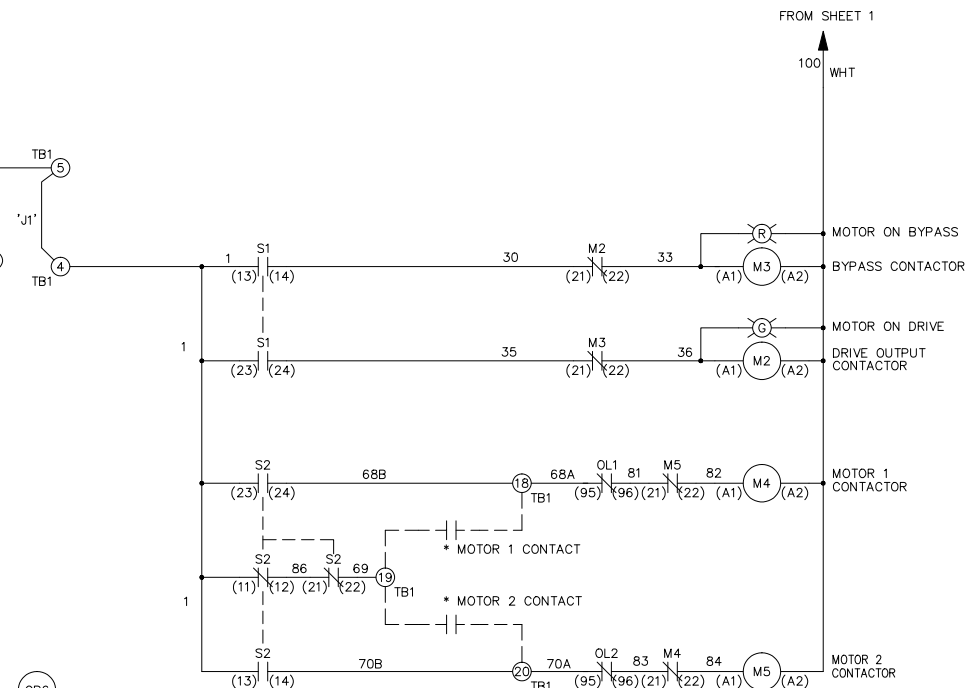 FROM SHEET 1
100
WHT
TB1
5
'J1'
4
TB1
MOTOR ON BYPASS
R
1
S1
(13) (14)
30
M2
(21) (22)
33
(A1) M3 (A2)
BYPASS CONTACTOR
MOTOR ON DRIVE
G
1
S1
(23) (24)
35
M3
(21) (22)
36
(A1) M2 (A2)
DRIVE OUTPUT
CONTACTOR
S2
(23) (24)
68B
18
TB1
68A
OL1
(95) (96)
81
M5
(21) (22)
82
(A1) M4 (A2)
MOTOR 1
CONTACTOR
* MOTOR 1 CONTACT
S2
(11) (12)
86
S2
(21) (22)
69
19
TB1
* MOTOR 2 CONTACT
1
S2
(13) (14)
70B
20
TB1
70A
OL2
(95) (96)
83
M4
(21) (22)
84
(A1) M5 (A2)
MOTOR 2
CONTACTOR